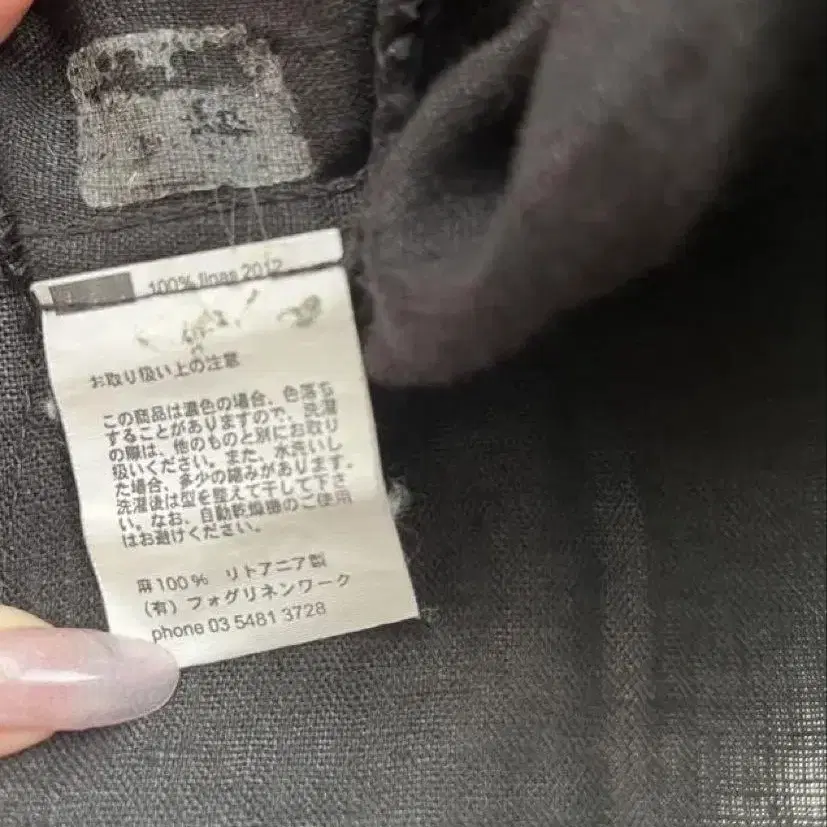 100% linas 2012
お取り扱い上の注意
この商品は濃色の場合、色落ち
することがありますので、洗濯
の際は、他のものと別にお取り
扱いください。また、水洗いし
た場合、多少の縮みがあります。
洗濯後は型を整えて干して下さ
い。なお、自動乾燥機のご使用
はお避けください。
麻100% リトアニア製
(有)フォグリネンワーク
phone 03 5481 3728